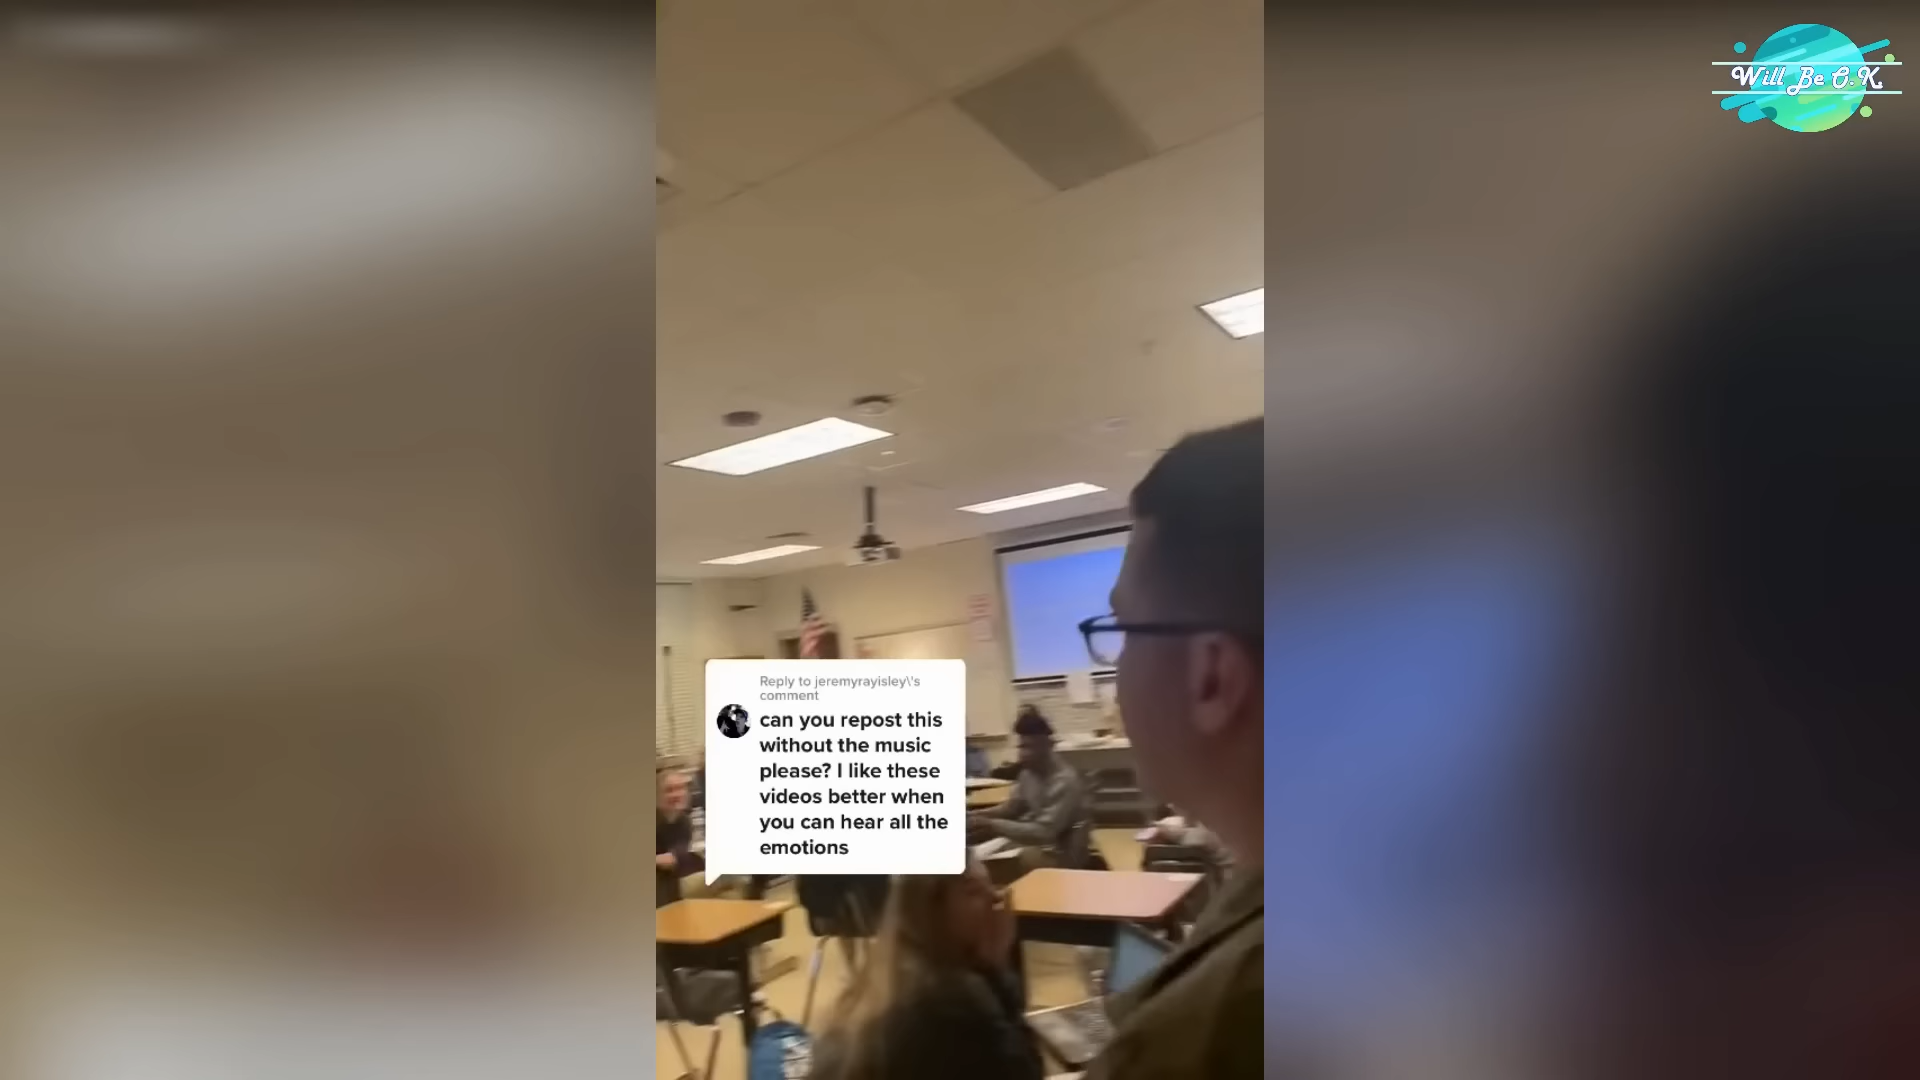 Will Be O.K.
Reply to jeremyrayisley\'s
comment
can you repost this
without the music
please? I like these
videos better when
you can hear all the
emotions